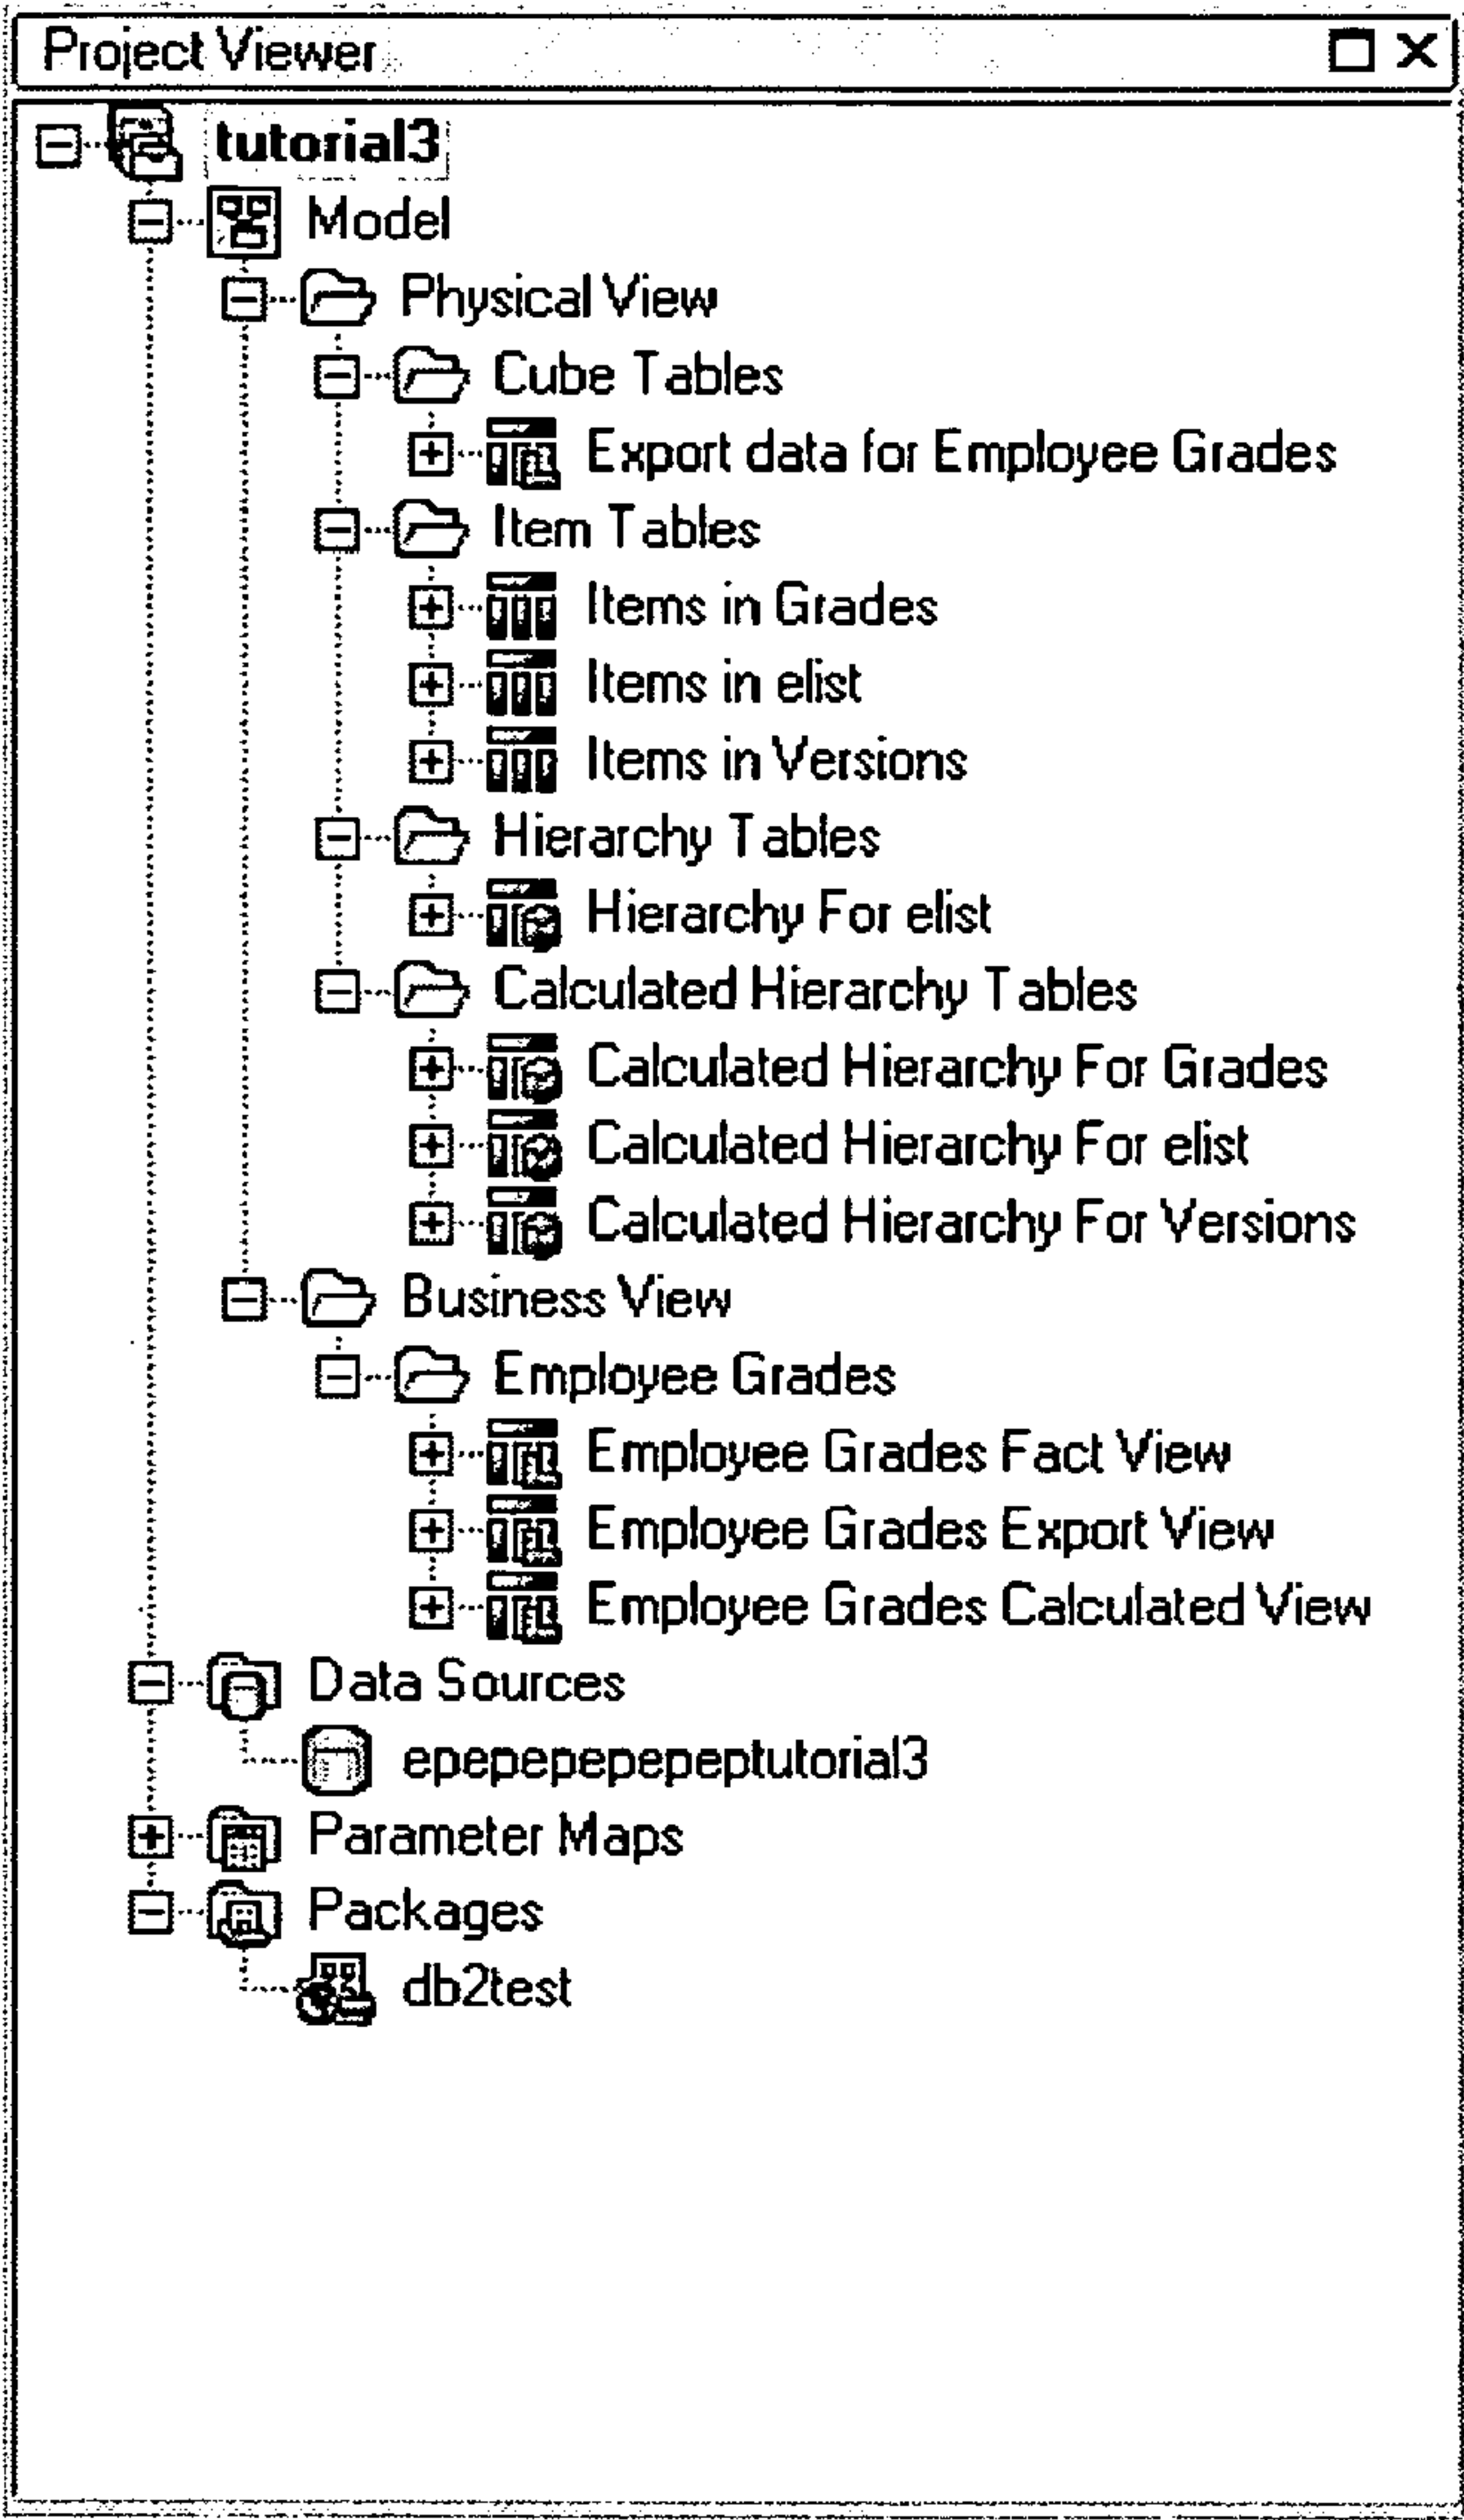 Project Viewer
tutorial3
Model
Physical View
Cube Tables
Export data for Employee Grades
Item Tables
Items in Grades
Items in elist
Items in Versions
Hierarchy Tables
Hierarchy For elist
Calculated Hierarchy Tables
Calculated Hierarchy For Grades
Calculated Hierarchy For elist
Calculated Hierarchy For Versions
Business View
Employee Grades
Employee Grades Fact View
Employee Grades Export View
Employee Grades Calculated View
Data Sources
epepepepepeptutorial3
Parameter Maps
Packages
db2test